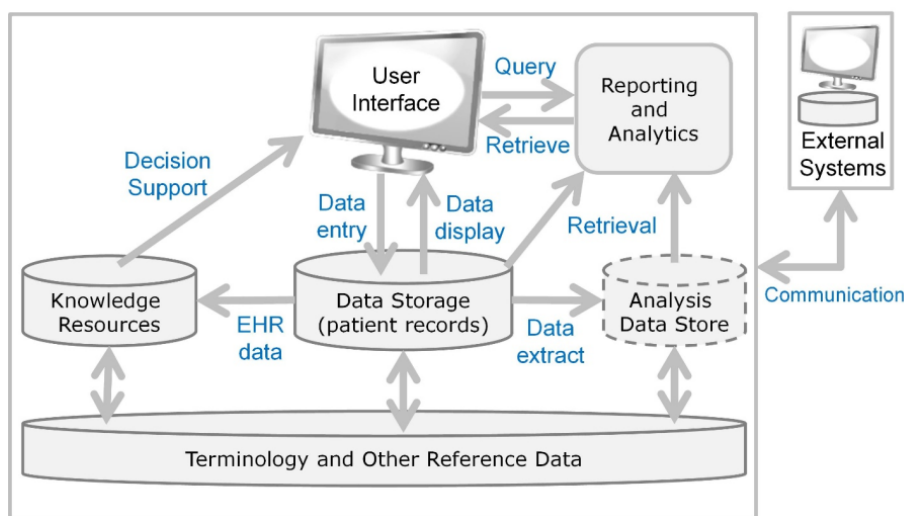 User
Interface
Query
Retrieve
Reporting
and
Analytics
External
Systems
Decision
Support
Data
entry
Data
display
Retrieval
Communication
Knowledge
Resources
EHR
data
Data Storage
(patient records)
Data
extract
Analysis
Data Store
Terminology and Other Reference Data